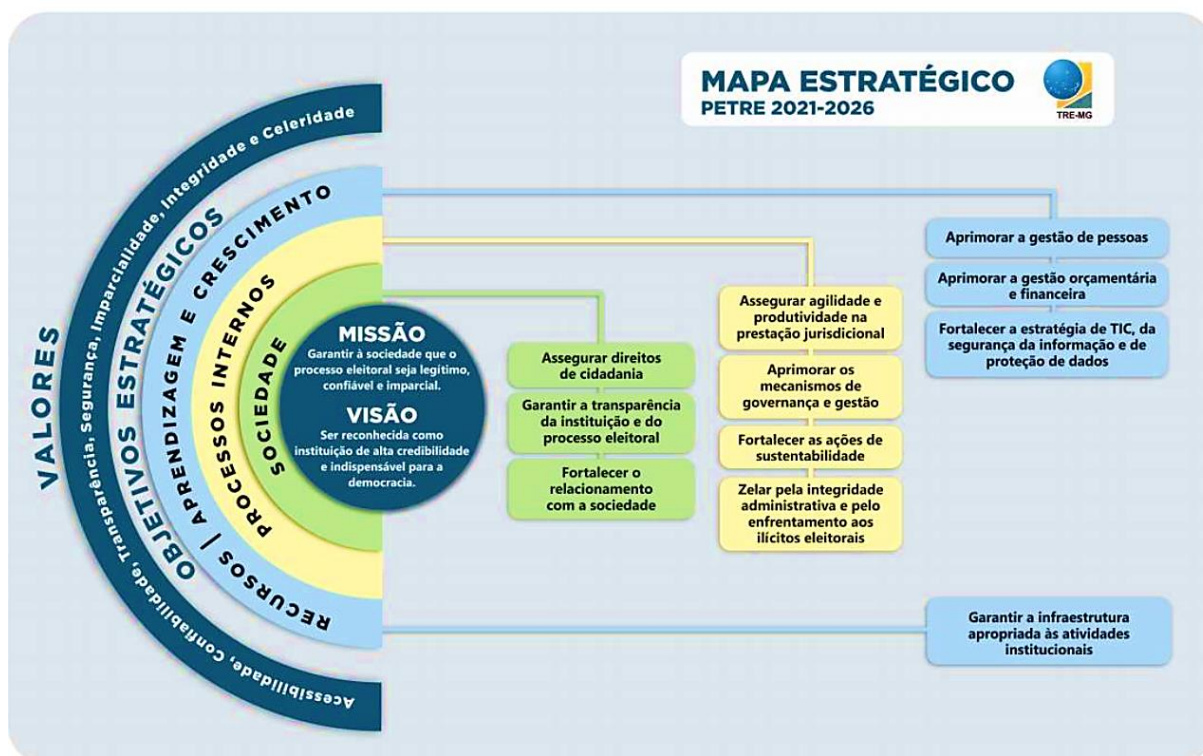 MAPA ESTRATÉGICO
PETRE 2021-2026
TRE-MG
VALORES
Acessibilidade, Confiabilidade, Transparência, Segurança, Imparcialidade, Integridade e Celeridade
OBJETIVOS ESTRATÉGICOS
RECURSOS | APRENDIZAGEM E CRESCIMENTO
PROCESSOS INTERNOS
SOCIEDADE
MISSÃO
Garantir à sociedade que o
processo eleitoral seja legítimo,
confiável e imparcial.
VISÃO
Ser reconhecida como
instituição de alta credibilidade
e indispensável para a
democracia.
Assegurar direitos
de cidadania
Garantir a transparência
da instituição e do
processo eleitoral
Fortalecer o
relacionamento
com a sociedade
Assegurar agilidade e
produtividade na
prestação jurisdicional
Aprimorar os
mecanismos de
governança e gestão
Fortalecer as ações de
sustentabilidade
Zelar pela integridade
administrativa e pelo
enfrentamento aos
ilícitos eleitorais
Aprimorar a gestão de pessoas
Aprimorar a gestão orçamentária
e financeira
Fortalecer a estratégia de TIC, da
segurança da informação e de
proteção de dados
Garantir a infraestrutura
apropriada às atividades
institucionais